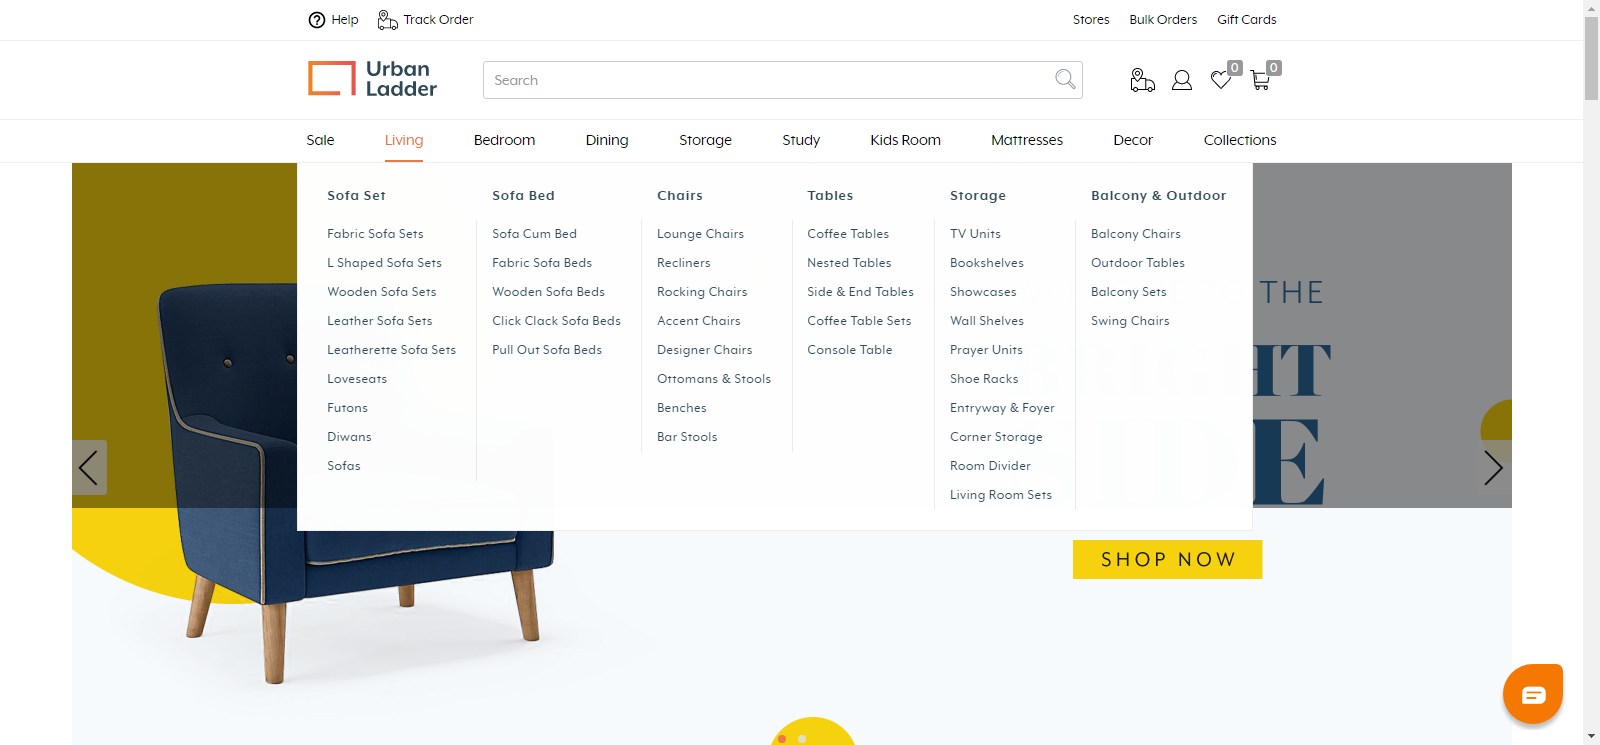 Help
Track Order
Stores
Bulk Orders
Gift Cards
Urban
Ladder
Search
0
0
Sale
Living
Bedroom
Dining
Storage
Study
Kids Room
Mattresses
Decor
Collections
Sofa Set
Fabric Sofa Sets
L Shaped Sofa Sets
Wooden Sofa Sets
Leather Sofa Sets
Leatherette Sofa Sets
Loveseats
Futons
Diwans
Sofas
Sofa Bed
Sofa Cum Bed
Fabric Sofa Beds
Wooden Sofa Beds
Click Clack Sofa Beds
Pull Out Sofa Beds
Chairs
Lounge Chairs
Recliners
Rocking Chairs
Accent Chairs
Designer Chairs
Ottomans & Stools
Benches
Bar Stools
Tables
Coffee Tables
Nested Tables
Side & End Tables
Coffee Table Sets
Console Table
Storage
TV Units
Bookshelves
Showcases
Wall Shelves
Prayer Units
Shoe Racks
Entryway & Foyer
Corner Storage
Room Divider
Living Room Sets
Balcony & Outdoor
Balcony Chairs
Outdoor Tables
Balcony Sets
Swing Chairs
THE
SHOP NOW